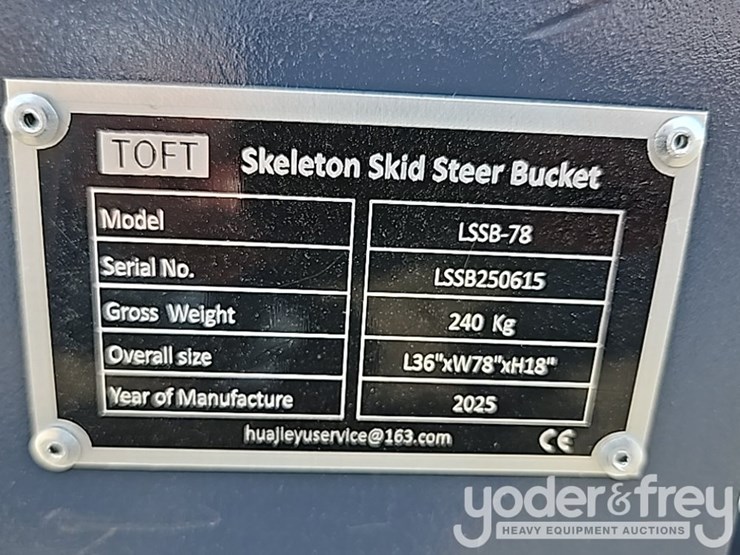 TOFT Skeleton Skid Steer Bucket
Model LSSB-78
Serial No. LSSB250615
Gross Weight 240 Kg
Overall size L36"xW78"xH18"
Year of Manufacture 2025
huajieyuservice@163.com CE
yoder&frey
HEAVY EQUIPMENT AUCTIONS